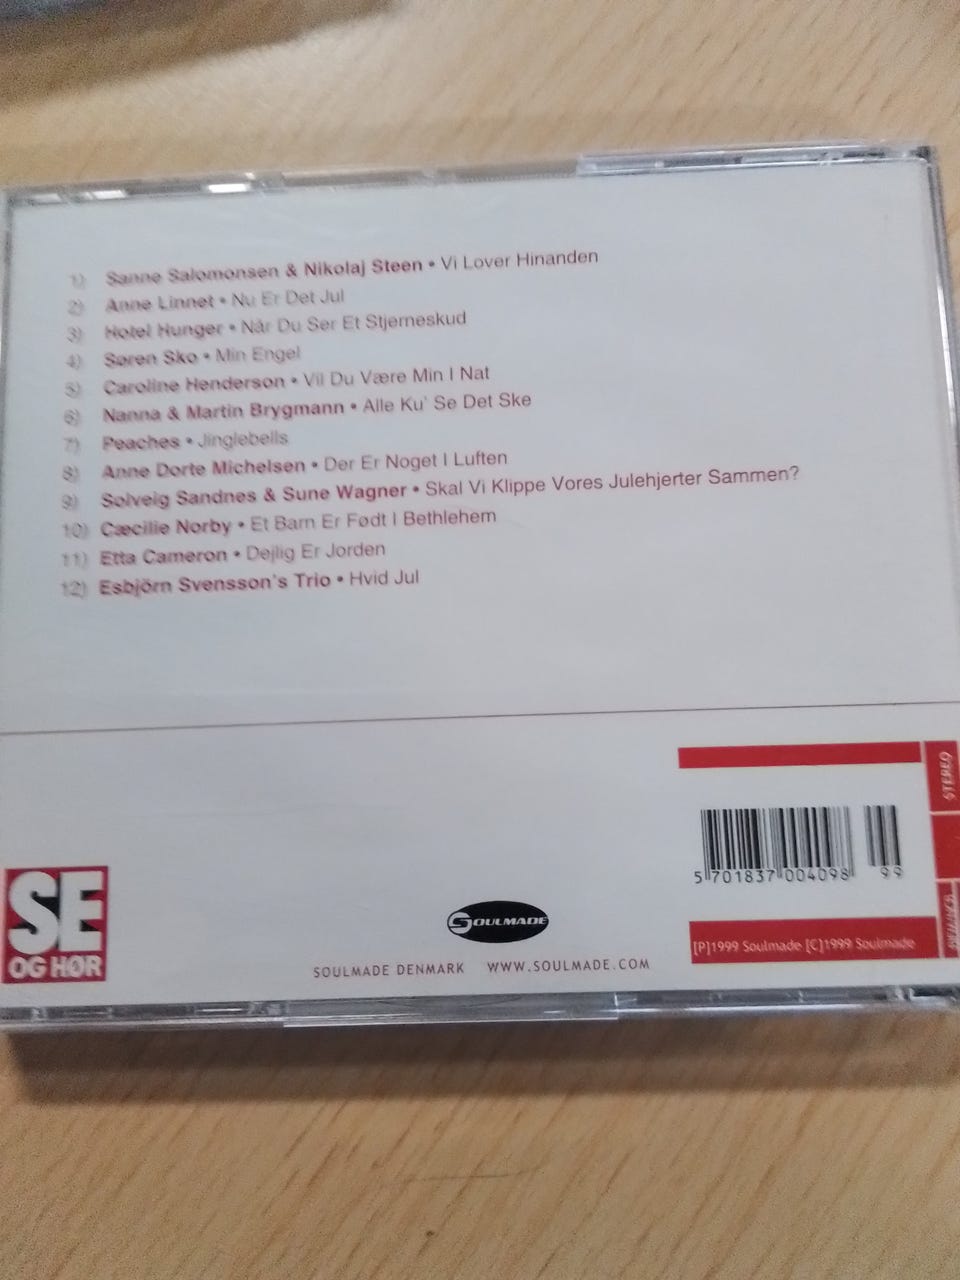 1) Sanne Salomonsen & Nikolaj Steen • Vi Lover Hinanden
2) Anne Linnet • Nu Er Det Jul
3) Hotel Hunger • Når Du Ser Et Stjerneskud
4) Søren Sko • Min Engel
5) Caroline Henderson • Vil Du Være Min I Nat
6) Nanna & Martin Brygmann • Alle Ku' Se Det Ske
7) Peaches • Jinglebells
8) Anne Dorte Michelsen • Der Er Noget I Luften
9) Solveig Sandnes & Sune Wagner • Skal Vi Klippe Vores Julehjerter Sammen?
10) Cæcilie Norby • Et Barn Er Født I Bethlehem
11) Etta Cameron • Dejlig Er Jorden
12) Esbjörn Svensson's Trio • Hvid Jul
STEREO
5 701837 004098 99
SE
OG HØR
SOULMADE
SOULMADE DENMARK WWW.SOULMADE.COM
[P]1999 Soulmade [C]1999 Soulmade